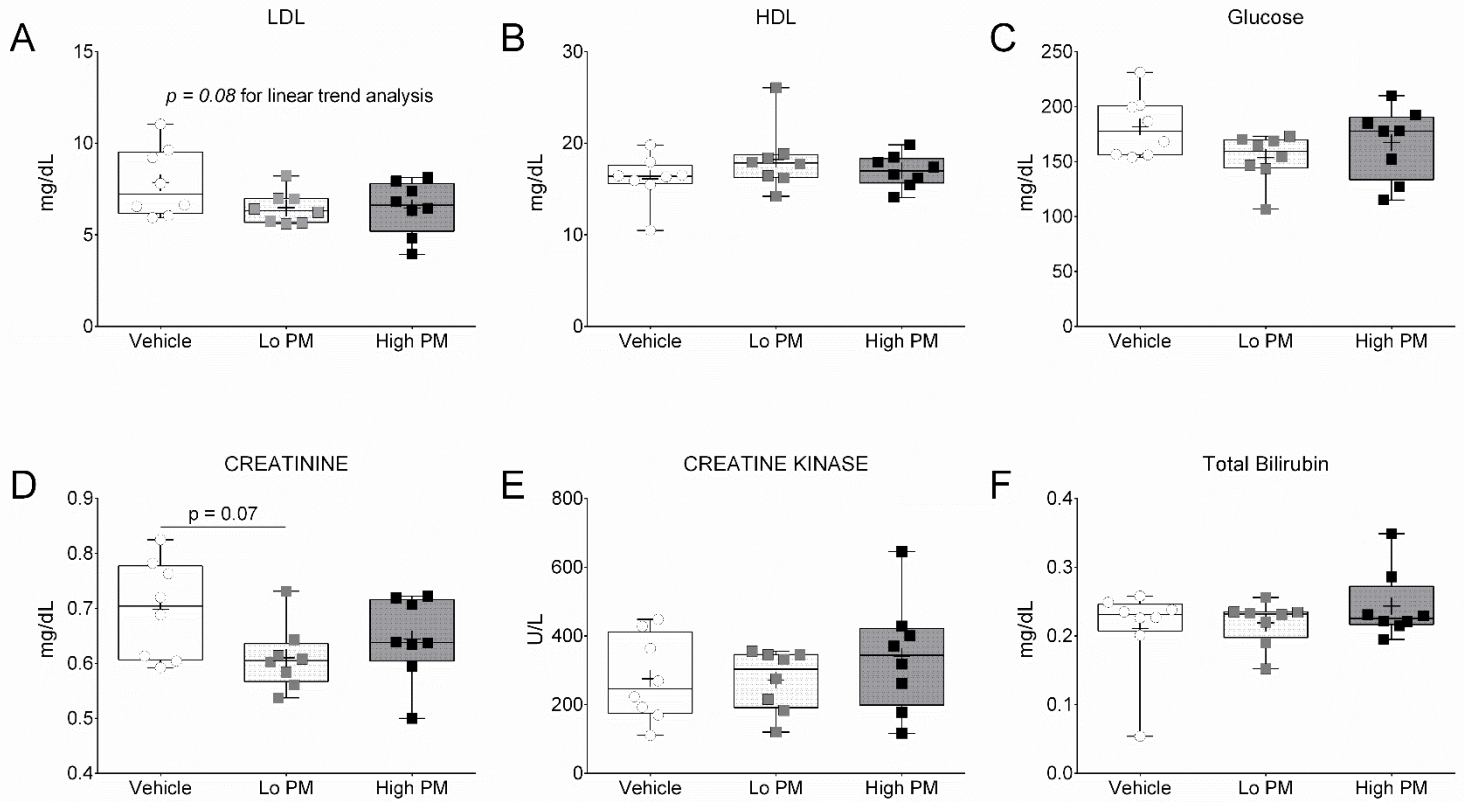 A
LDL
mg/dL
15
10
5
0
p = 0.08 for linear trend analysis
Vehicle
Lo PM
High PM
B
HDL
mg/dL
30
20
10
0
Vehicle
Lo PM
High PM
C
Glucose
mg/dL
250
200
150
100
50
0
Vehicle
Lo PM
High PM
D
CREATININE
mg/dL
0.9
0.8
0.7
0.6
0.5
0.4
p = 0.07
Vehicle
Lo PM
High PM
E
CREATINE KINASE
U/L
800
600
400
200
0
Vehicle
Lo PM
High PM
F
Total Bilirubin
mg/dL
0.4
0.3
0.2
0.1
0.0
Vehicle
Lo PM
High PM